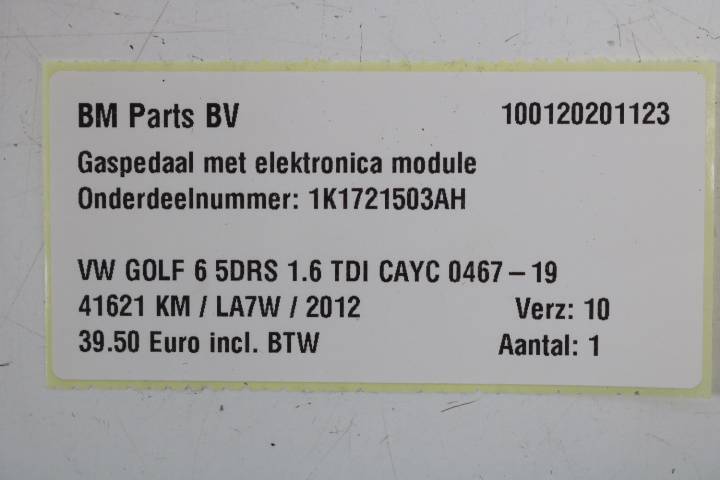 BM Parts BV 100120201123
Gaspedaal met elektronica module
Onderdeelnummer: 1K1721503AH
VW GOLF 6 5DRS 1.6 TDI CAYC 0467 – 19
41621 KM / LA7W / 2012 Verz: 10
39.50 Euro incl. BTW Aantal: 1